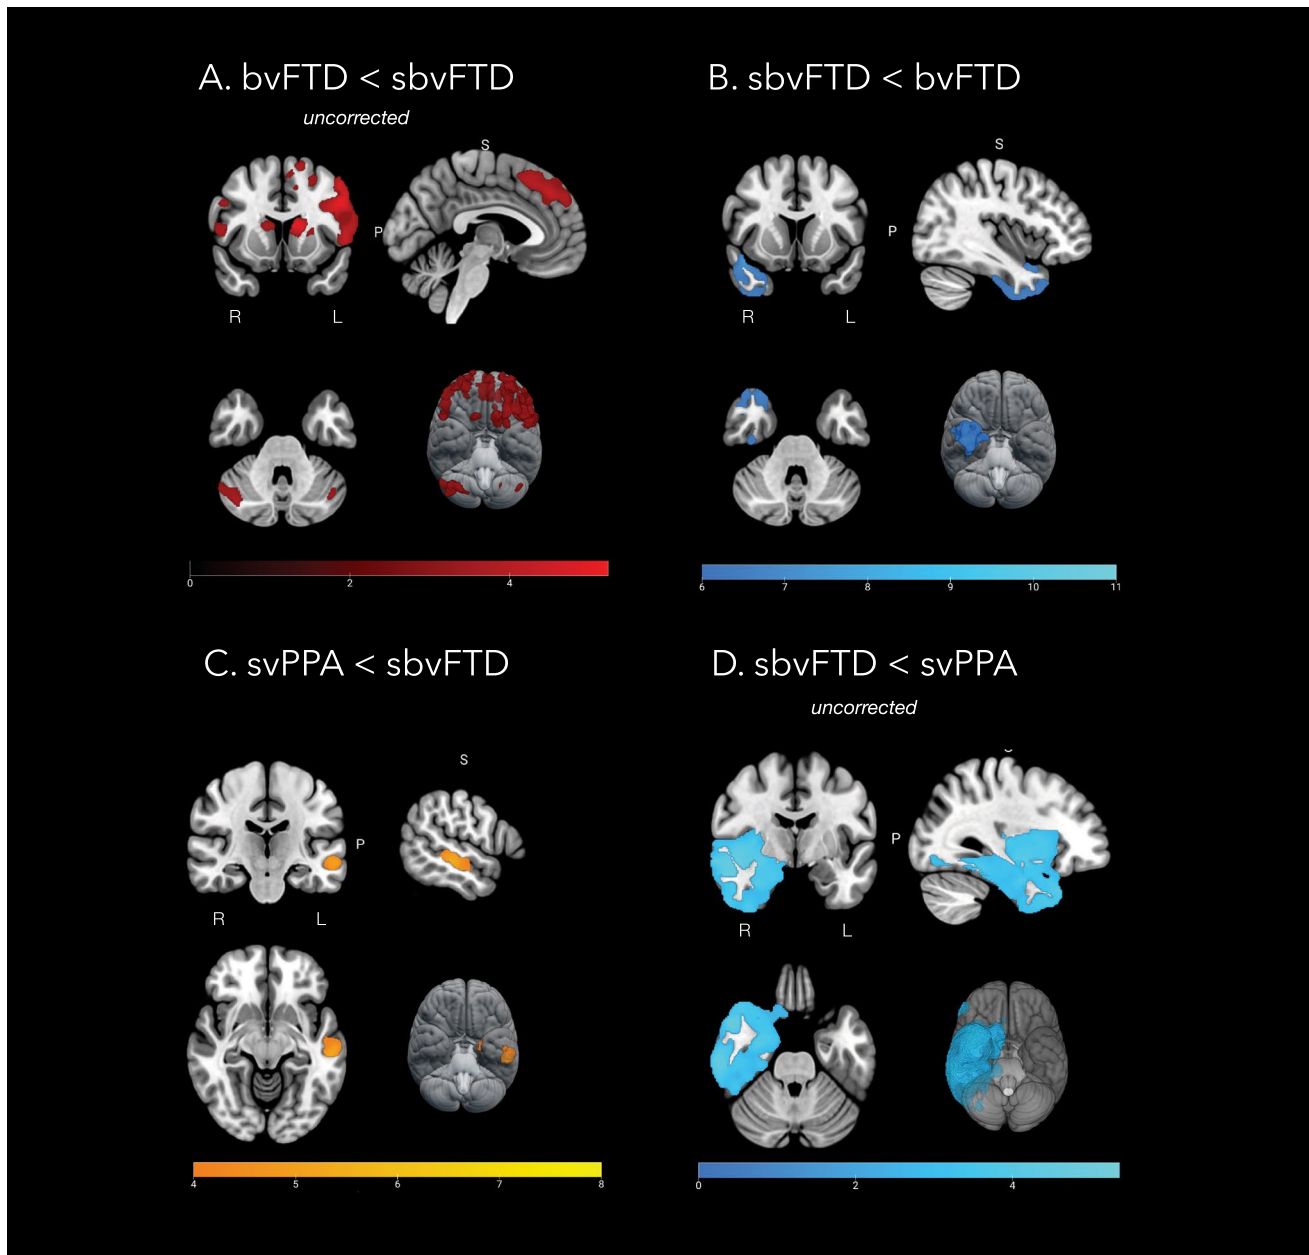 A. bvFTD < sbvFTD
uncorrected
S
P
R L
0 2 4
B. sbvFTD < bvFTD
S
P
R L
6 7 8 9 10 11
C. svPPA < sbvFTD
S
P
R L
4 5 6 7 8
D. sbvFTD < svPPA
uncorrected
P
R L
0 2 4